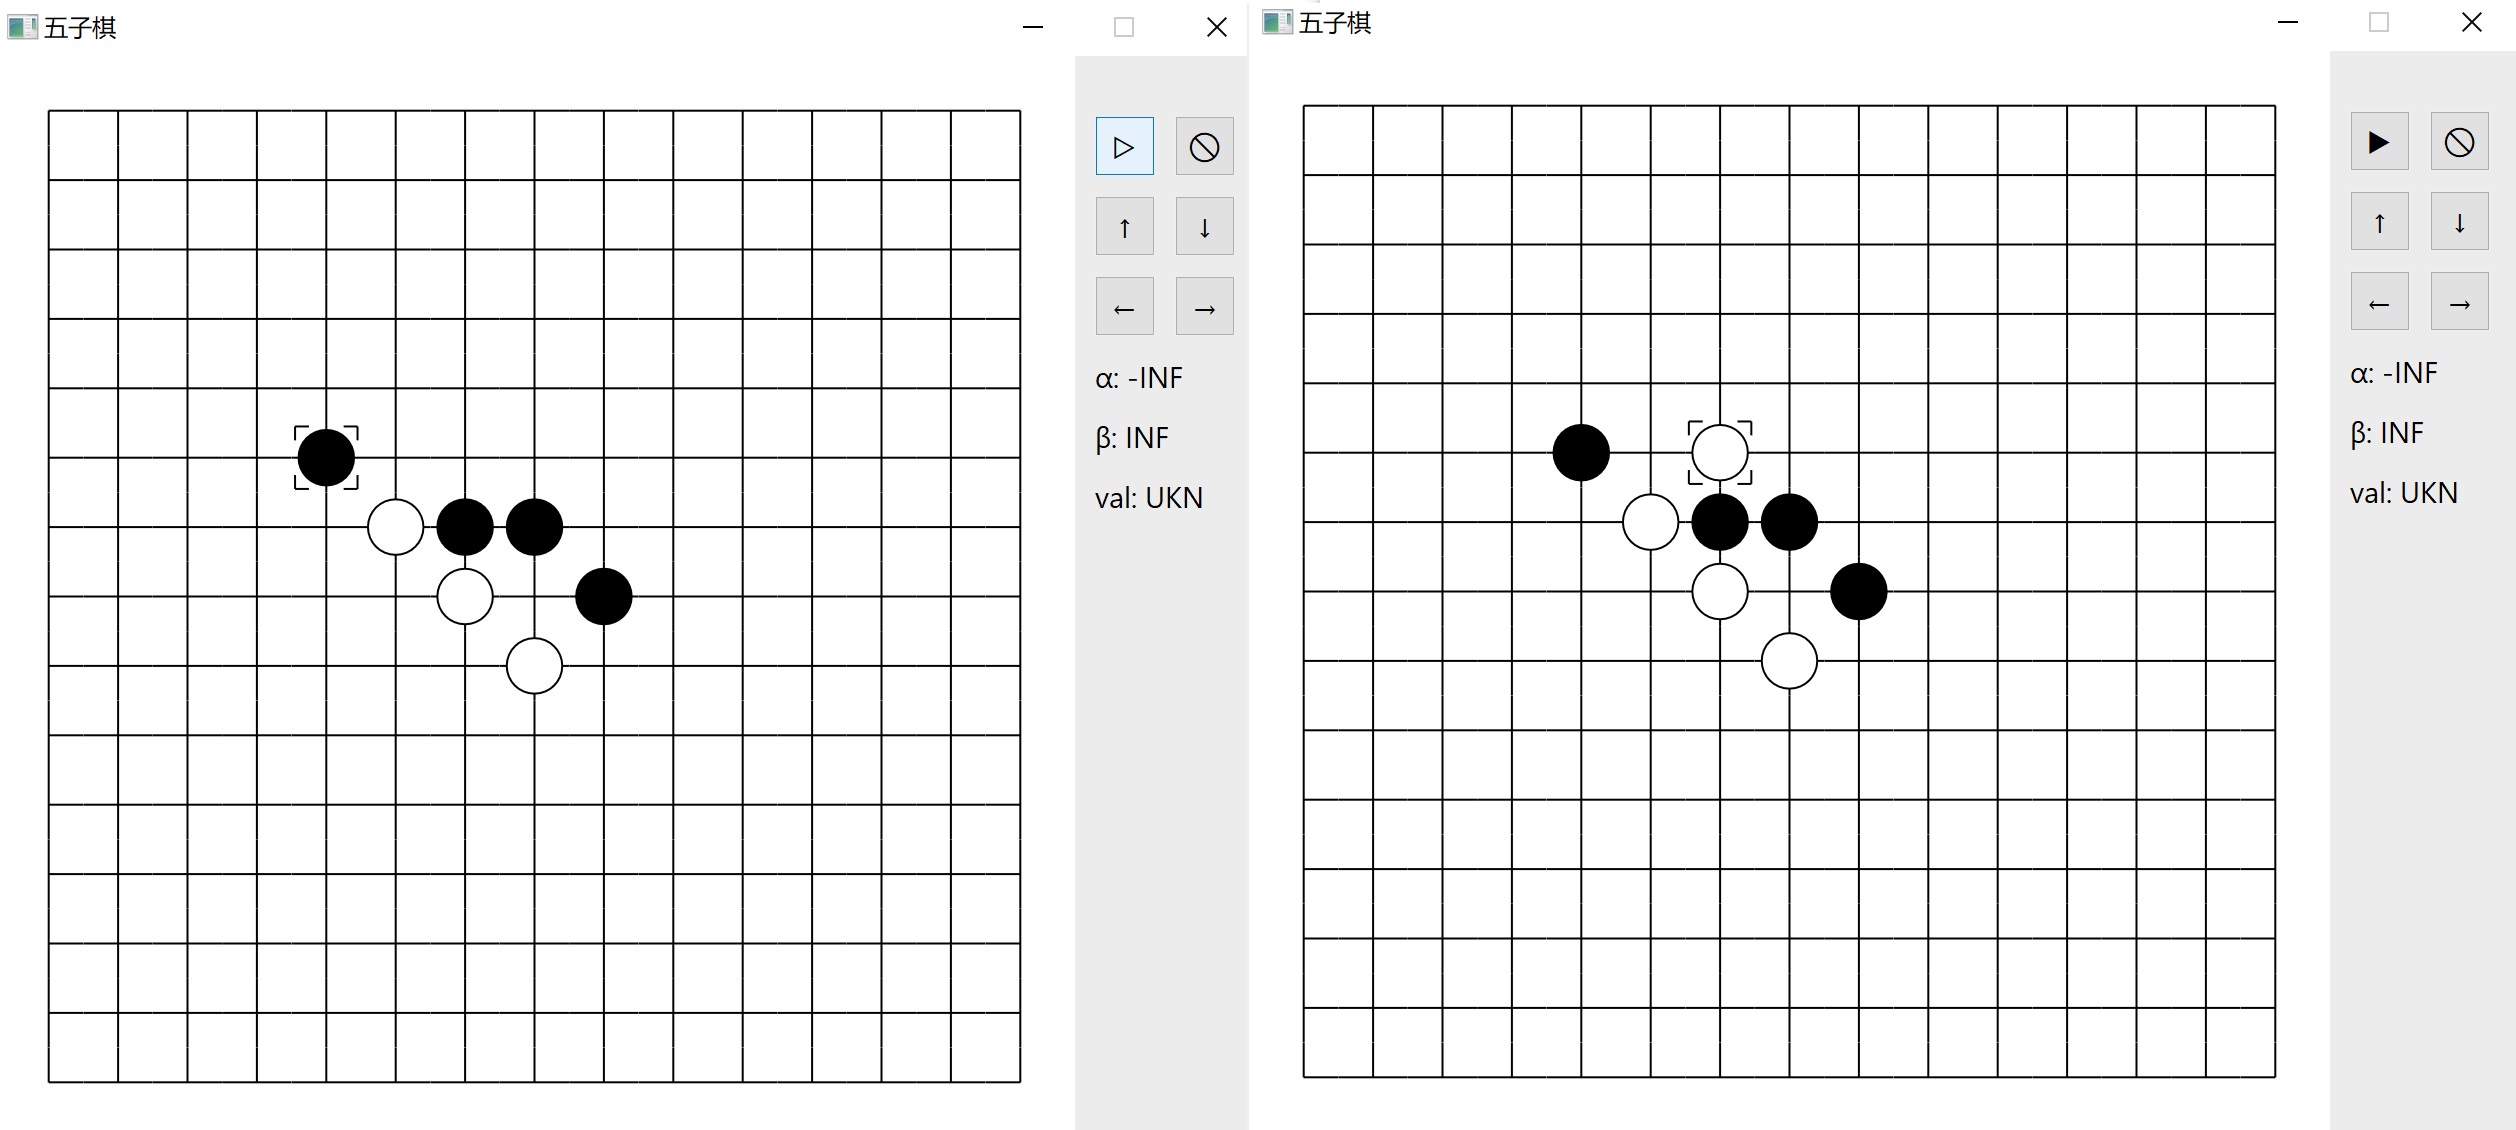 五子棋
▷
↑ ↓
← →
α: -INF
β: INF
val: UKN
五子棋
▶
↑ ↓
← →
α: -INF
β: INF
val: UKN